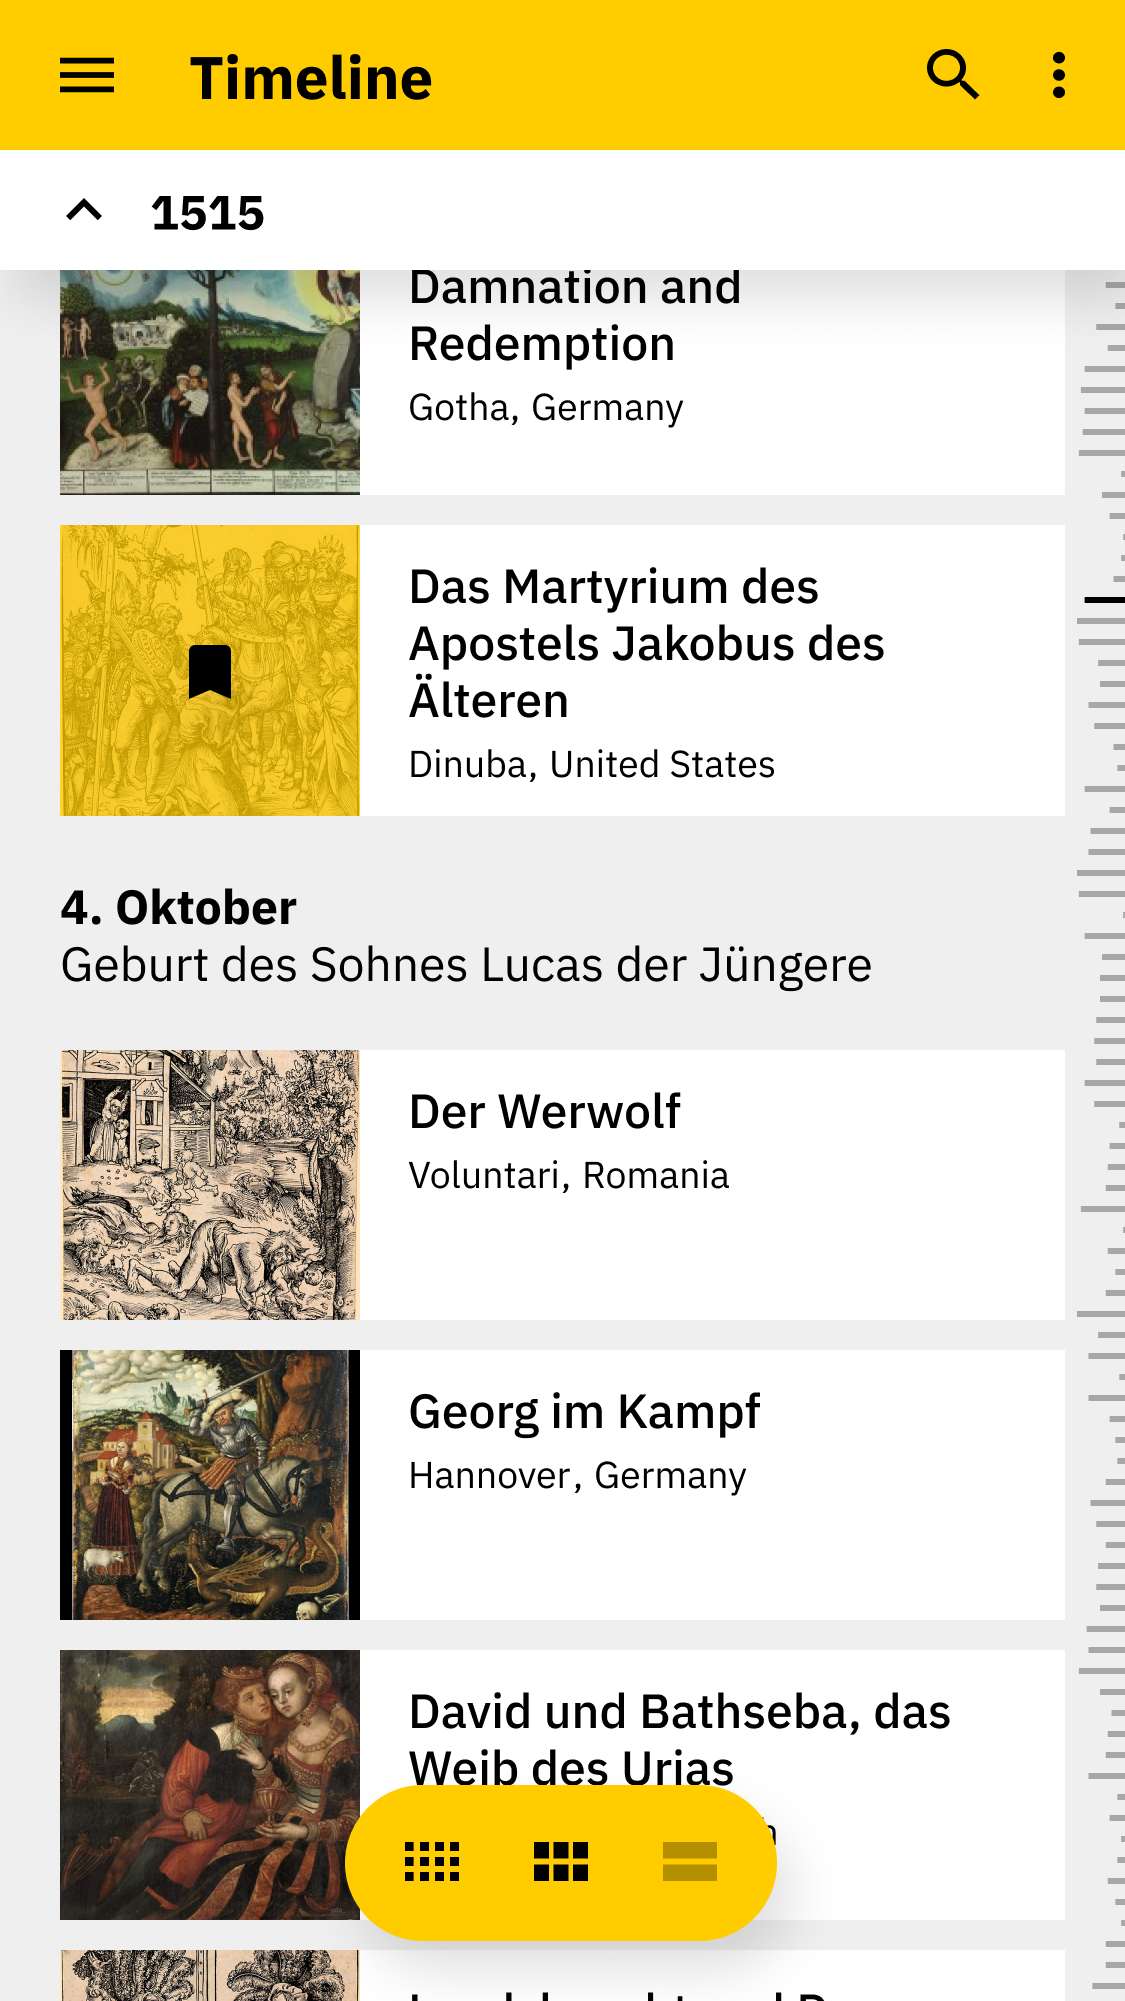 Timeline
1515
Damnation and
Redemption
Gotha, Germany
Das Martyrium des
Apostels Jakobus des
Älteren
Dinuba, United States
4. Oktober
Geburt des Sohnes Lucas der Jüngere
Der Werwolf
Voluntari, Romania
Georg im Kampf
Hannover, Germany
David und Bathseba, das
Weib des Urias